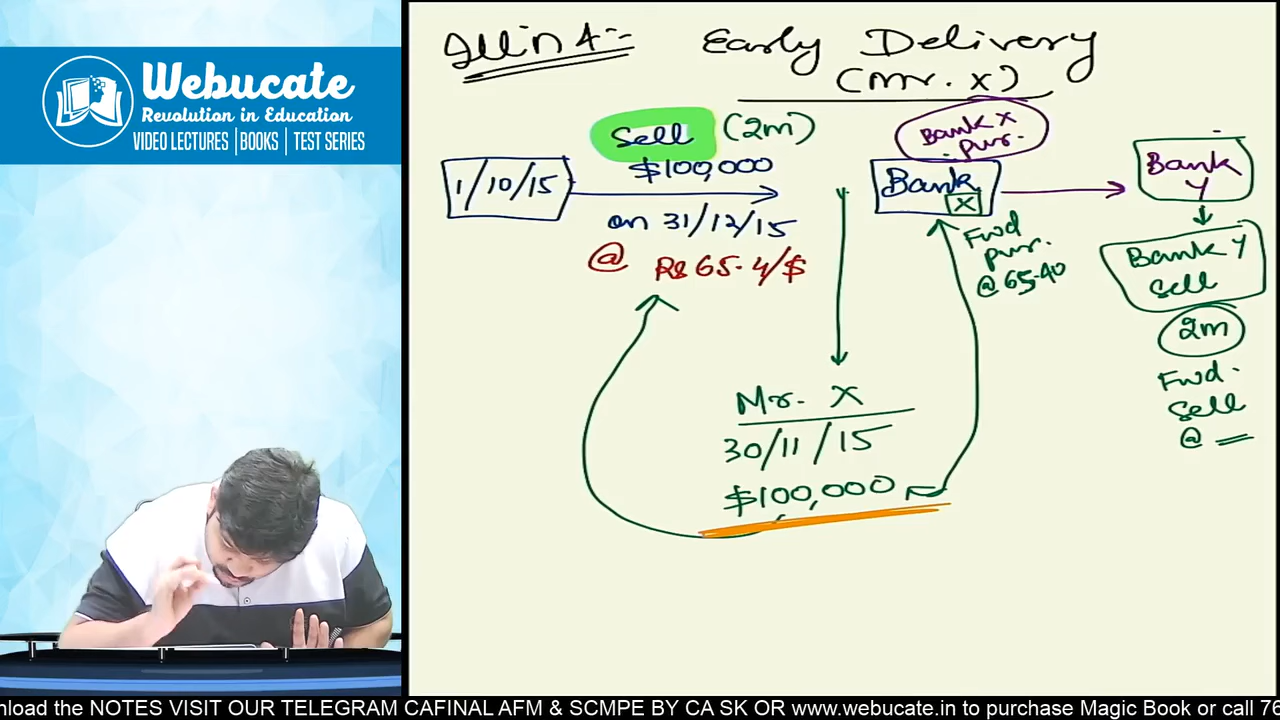 Webucate
Revolution in Education
VIDEO LECTURES | BOOKS | TEST SERIES
Illin 4:- Early Delivery
(Mr. X)
Sell (2m)
$100,000
1/10/15
on 31/12/15
@ Rs 65.4/$
Bank X
pur.
Bank
X
Bank
Y
Fwd
pur.
@ 65.40
Bank Y
Sell
2m
Fwd.
Sell
@
Mr. X
30/11/15
$100,000
nload the NOTES VISIT OUR TELEGRAM CAFINAL AFM & SCMPE BY CA SK OR www.webucate.in to purchase Magic Book or call 76